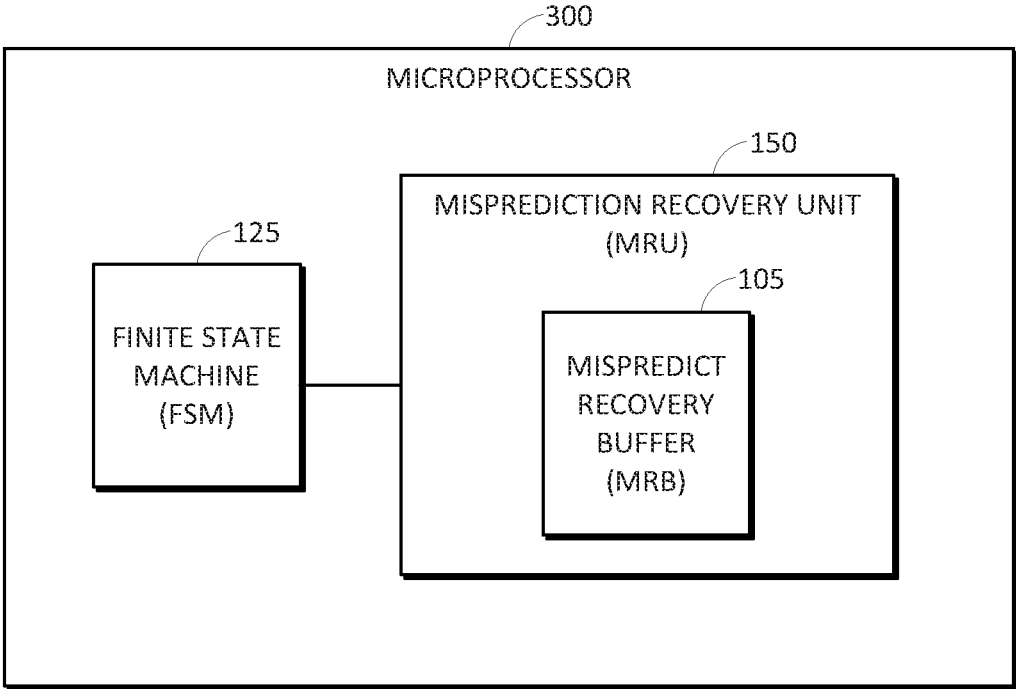 300
MICROPROCESSOR
150
MISPREDICTION RECOVERY UNIT
(MRU)
125
FINITE STATE
MACHINE
(FSM)
105
MISPREDICT
RECOVERY
BUFFER
(MRB)